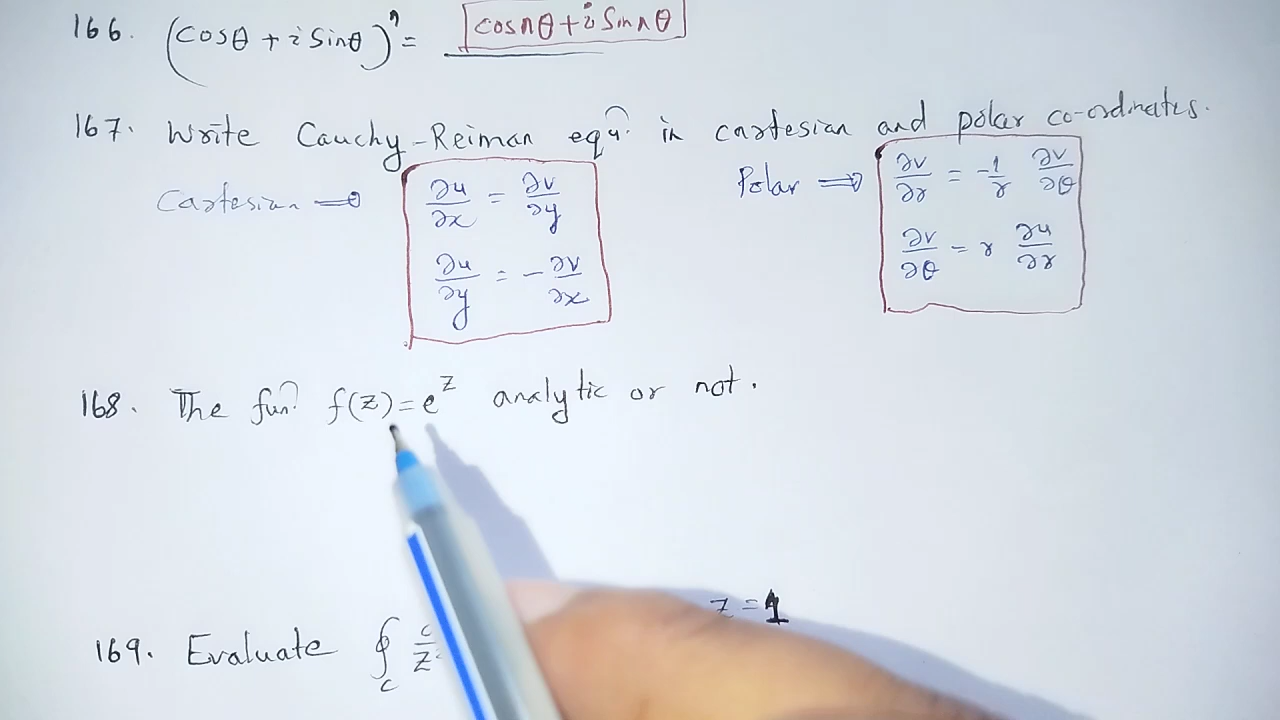 166. (cosθ + i sinθ)ⁿ = cosnθ + i Sinnθ
167. Write Cauchy-Reiman eqⁿ. in cartesian and polar co-ordinates.
Cartesian ⟹ ∂u/∂x = ∂v/∂y
∂u/∂y = -∂v/∂x
Polar ⟹ ∂v/∂r = -1/r ∂v/∂θ
∂v/∂θ = r ∂u/∂r
168. The funⁿ f(z) = e^z analytic or not.
169. Evaluate ∮_C
z = 1